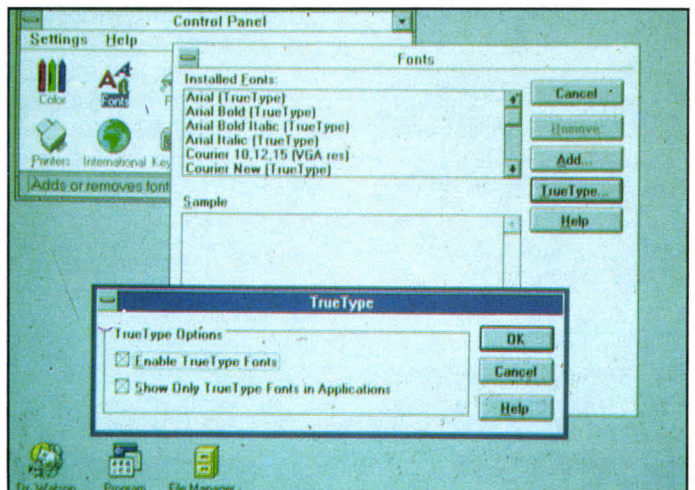 Control Panel
Settings Help
Color
Fonts
Printers
International
Adds or removes font
Fonts
Installed Fonts:
Arial (TrueType)
Arial Bold (TrueType)
Arial Bold Italic (TrueType)
Arial Italic (TrueType)
Courier 10,12,15 (VGA res)
Courier New (TrueType)
Sample
Cancel
Remove
Add...
TrueType...
Help
TrueType
TrueType Options
Enable TrueType Fonts
Show Only TrueType Fonts in Applications
OK
Cancel
Help
Dr. Watson
Program
File Manager